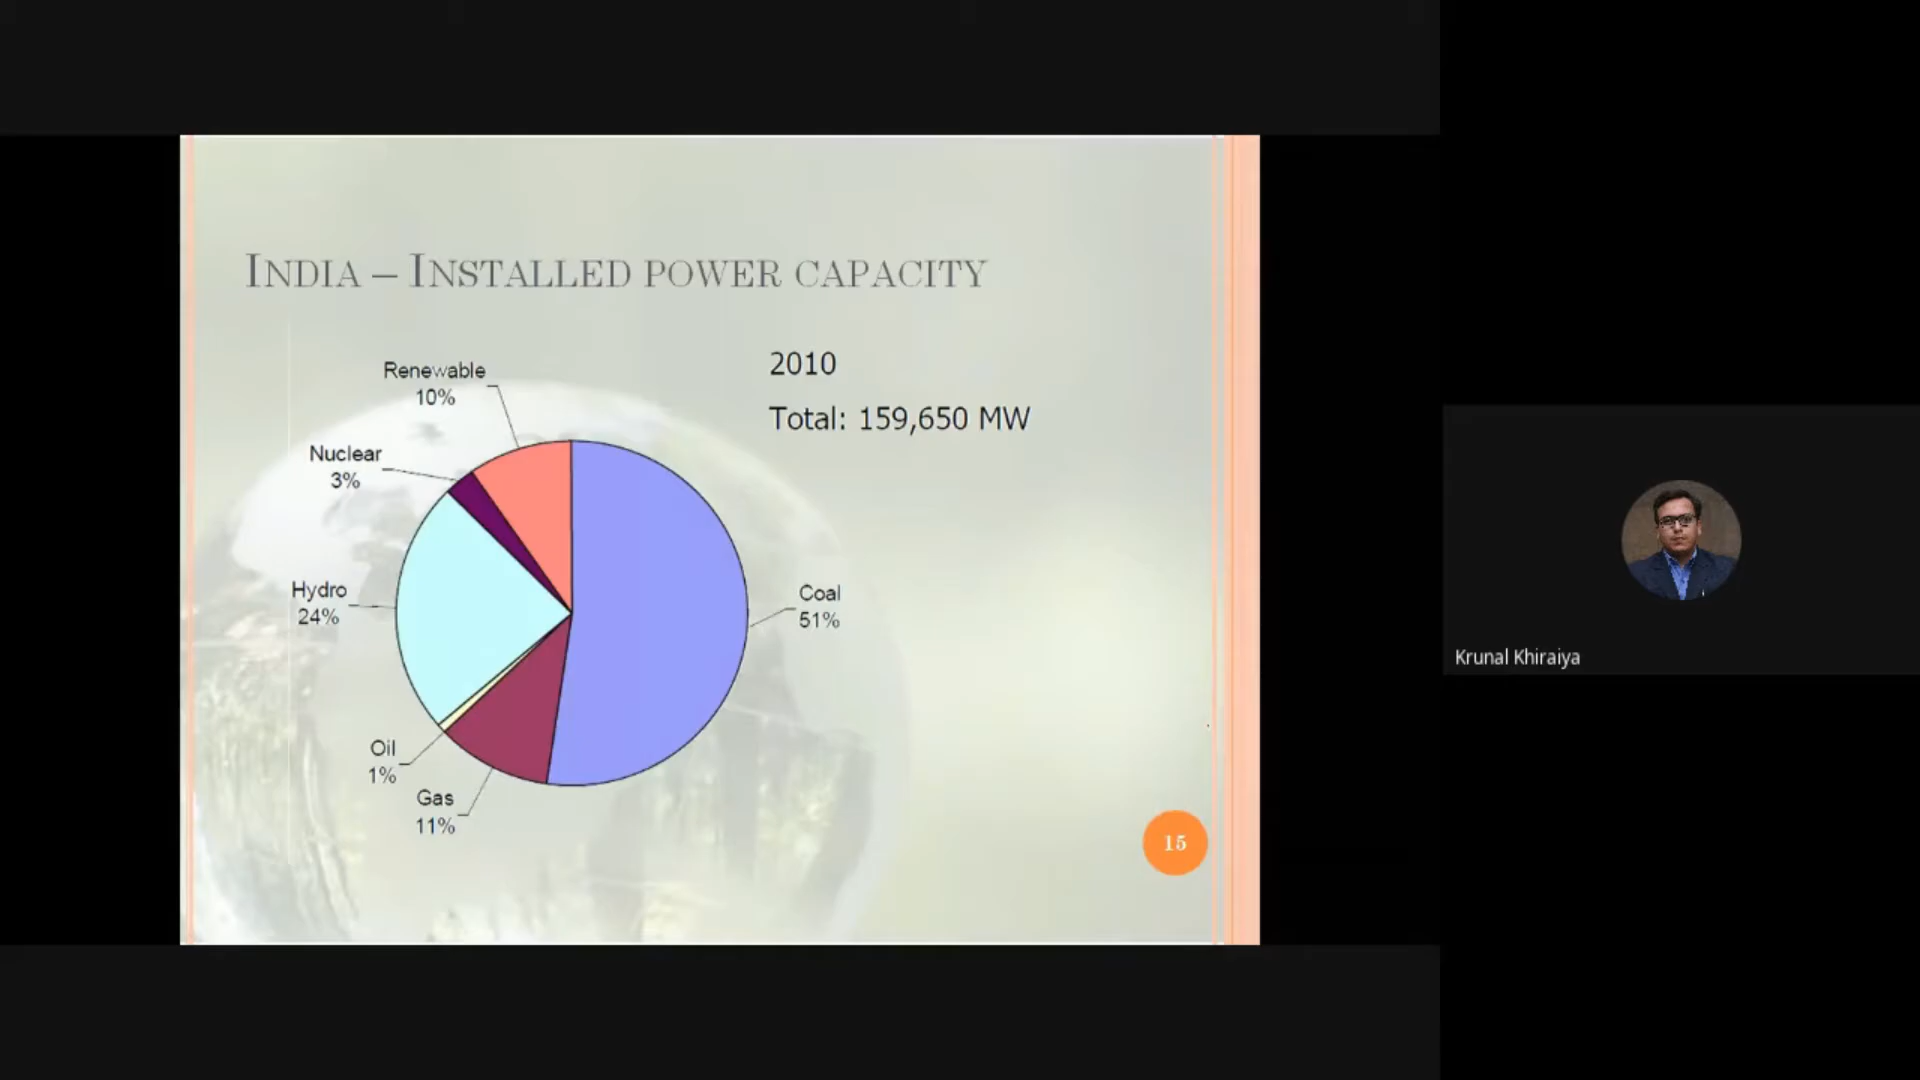 INDIA – INSTALLED POWER CAPACITY
2010
Total: 159,650 MW
Renewable
10%
Nuclear
3%
Hydro
24%
Coal
51%
Oil
1%
Gas
11%
15
Krunal Khiraiya